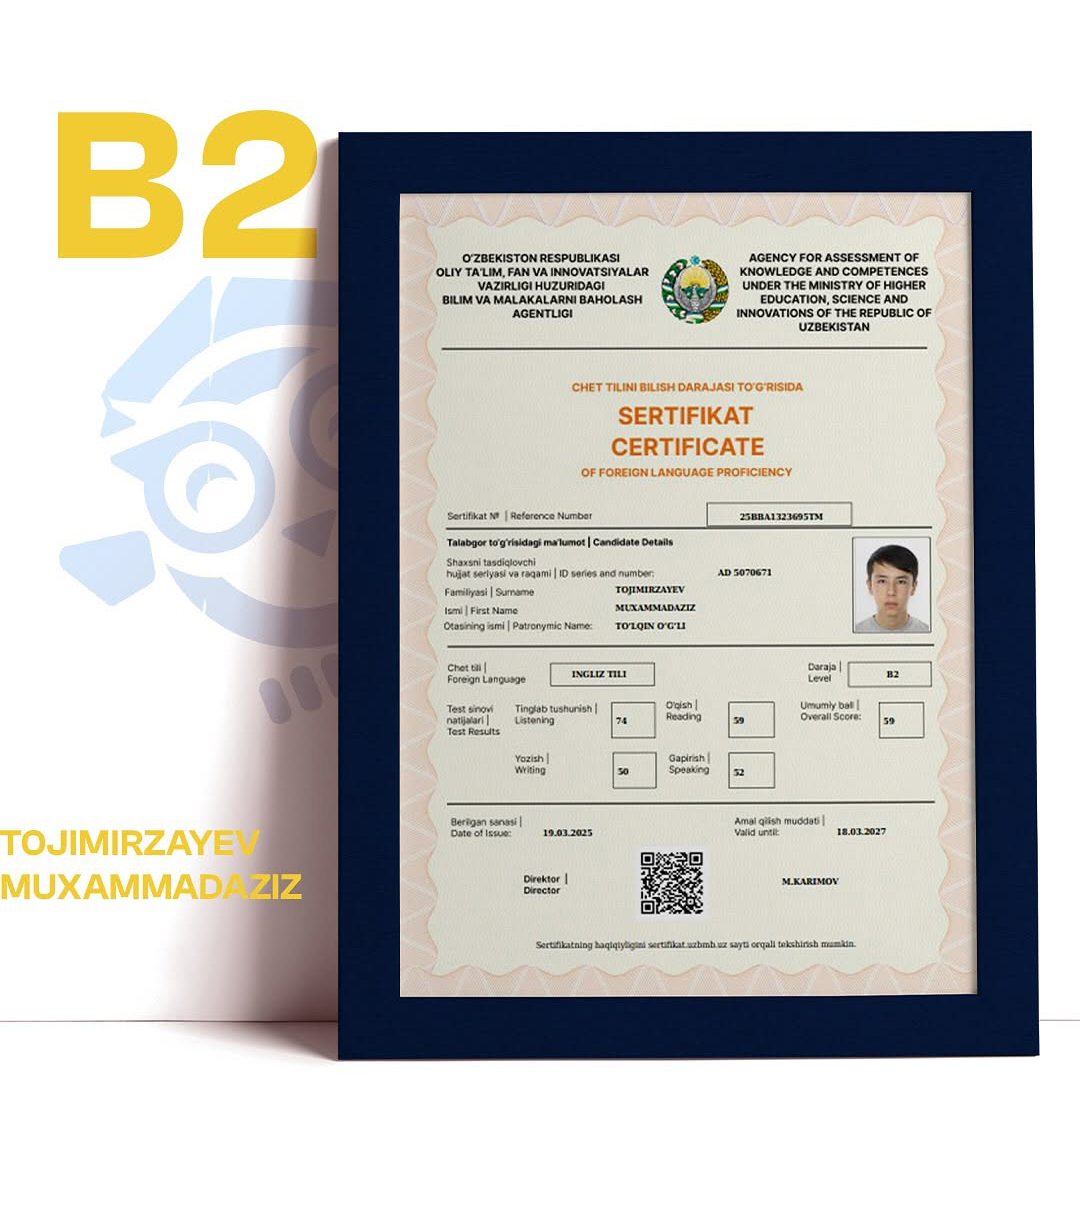 B2
O'ZBEKISTON RESPUBLIKASI
OLIY TA'LIM, FAN VA INNOVATSIYALAR
VAZIRLIGI HUZURIDAGI
BILIM VA MALAKALARNI BAHOLASH
AGENTLIGI
AGENCY FOR ASSESSMENT OF
KNOWLEDGE AND COMPETENCES
UNDER THE MINISTRY OF HIGHER
EDUCATION, SCIENCE AND
INNOVATIONS OF THE REPUBLIC OF
UZBEKISTAN
CHET TILINI BILISH DARAJASI TO'G'RISIDA
SERTIFIKAT
CERTIFICATE
OF FOREIGN LANGUAGE PROFICIENCY
Sertifikat № | Reference Number 25BBA1323695TM
Talabgor to'g'risidagi ma'lumot | Candidate Details
Shaxsni tasdiqlovchi
hujjat seriyasi va raqami | ID series and number: AD 5070671
Familiyasi | Surname TOJIMIRZAYEV
Ismi | First Name MUXAMMADAZIZ
Otasining ismi | Patronymic Name: TO'LQIN O'G'LI
Chet tili |
Foreign Language INGLIZ TILI
Daraja |
Level B2
Test sinovi
natijalari |
Test Results
Tinglab tushunish |
Listening 74
O'qish |
Reading 59
Umumiy ball |
Overall Score: 59
Yozish |
Writing 50
Gapirish |
Speaking 52
Berilgan sanasi |
Date of Issue: 19.03.2025
Amal qilish muddati |
Valid until: 18.03.2027
Direktor |
Director
M.KARIMOV
Sertifikatning haqiqiyligini sertifikat.uzbmb.uz sayti orqali tekshirish mumkin.
TOJIMIRZAYEV
MUXAMMADAZIZ